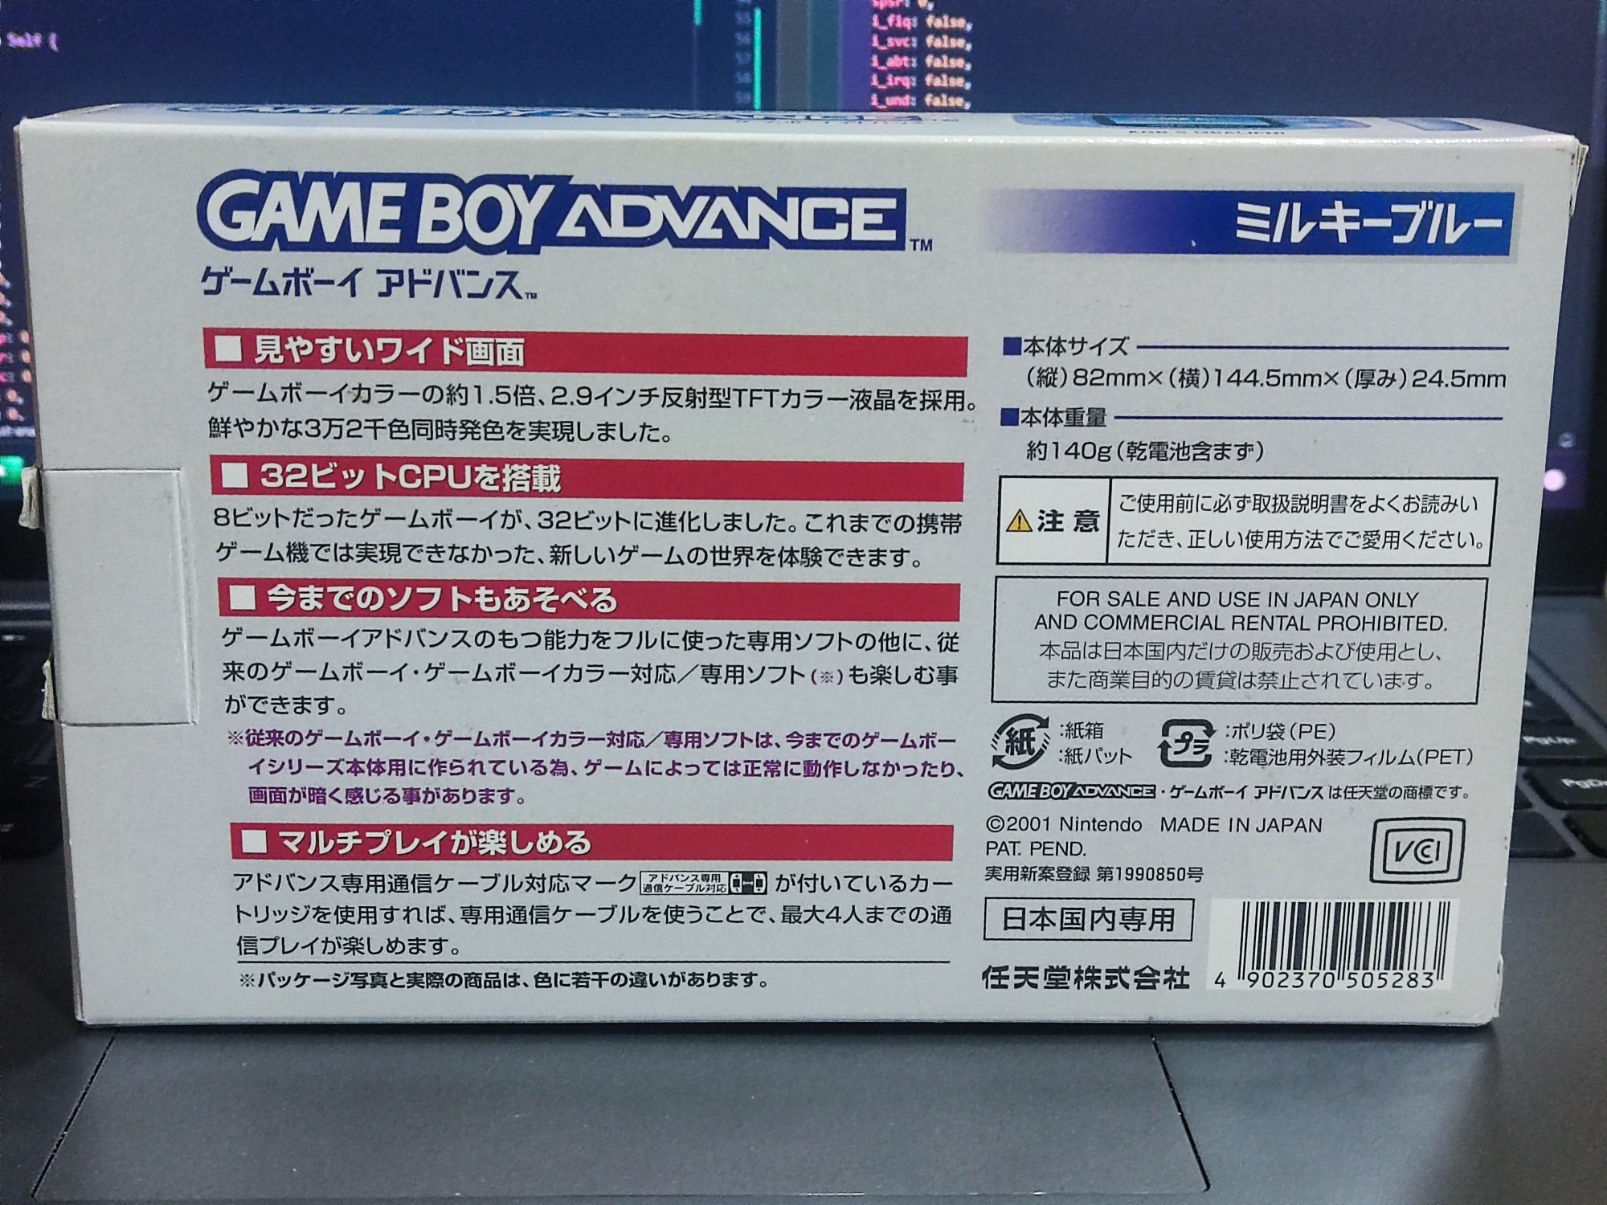 Self {
spsr: 0,
i_fiq: false,
i_svc: false,
i_abt: false,
i_irq: false,
i_und: false,
GAME BOY ADVANCE™
ゲームボーイ アドバンス™
■ 見やすいワイド画面
ゲームボーイカラーの約1.5倍、2.9インチ反射型TFTカラー液晶を採用。
鮮やかな3万2千色同時発色を実現しました。
■ 32ビットCPUを搭載
8ビットだったゲームボーイが、32ビットに進化しました。これまでの携帯
ゲーム機では実現できなかった、新しいゲームの世界を体験できます。
■ 今までのソフトもあそべる
ゲームボーイアドバンスのもつ能力をフルに使った専用ソフトの他に、従
来のゲームボーイ・ゲームボーイカラー対応／専用ソフト(※)も楽しむ事
ができます。
※従来のゲームボーイ・ゲームボーイカラー対応／専用ソフトは、今までのゲームボー
イシリーズ本体用に作られている為、ゲームによっては正常に動作しなかったり、
画面が暗く感じる事があります。
■ マルチプレイが楽しめる
アドバンス専用通信ケーブル対応マーク アドバンス専用 通信ケーブル対応 が付いているカー
トリッジを使用すれば、専用通信ケーブルを使うことで、最大4人までの通
信プレイが楽しめます。
※パッケージ写真と実際の商品は、色に若干の違いがあります。
ミルキーブルー
■本体サイズ
(縦)82mm×(横)144.5mm×(厚み)24.5mm
■本体重量
約140g(乾電池含まず)
注意
ご使用前に必ず取扱説明書をよくお読みい
ただき、正しい使用方法でご愛用ください。
FOR SALE AND USE IN JAPAN ONLY
AND COMMERCIAL RENTAL PROHIBITED.
本品は日本国内だけの販売および使用とし、
また商業目的の賃貸は禁止されています。
紙 :紙箱
:紙パット
プラ :ポリ袋(PE)
:乾電池用外装フィルム(PET)
GAME BOY ADVANCE・ゲームボーイ アドバンスは任天堂の商標です。
©2001 Nintendo MADE IN JAPAN
PAT. PEND.
実用新案登録 第1990850号
VCCI
日本国内専用
任天堂株式会社
4 902370 505283
PgUp